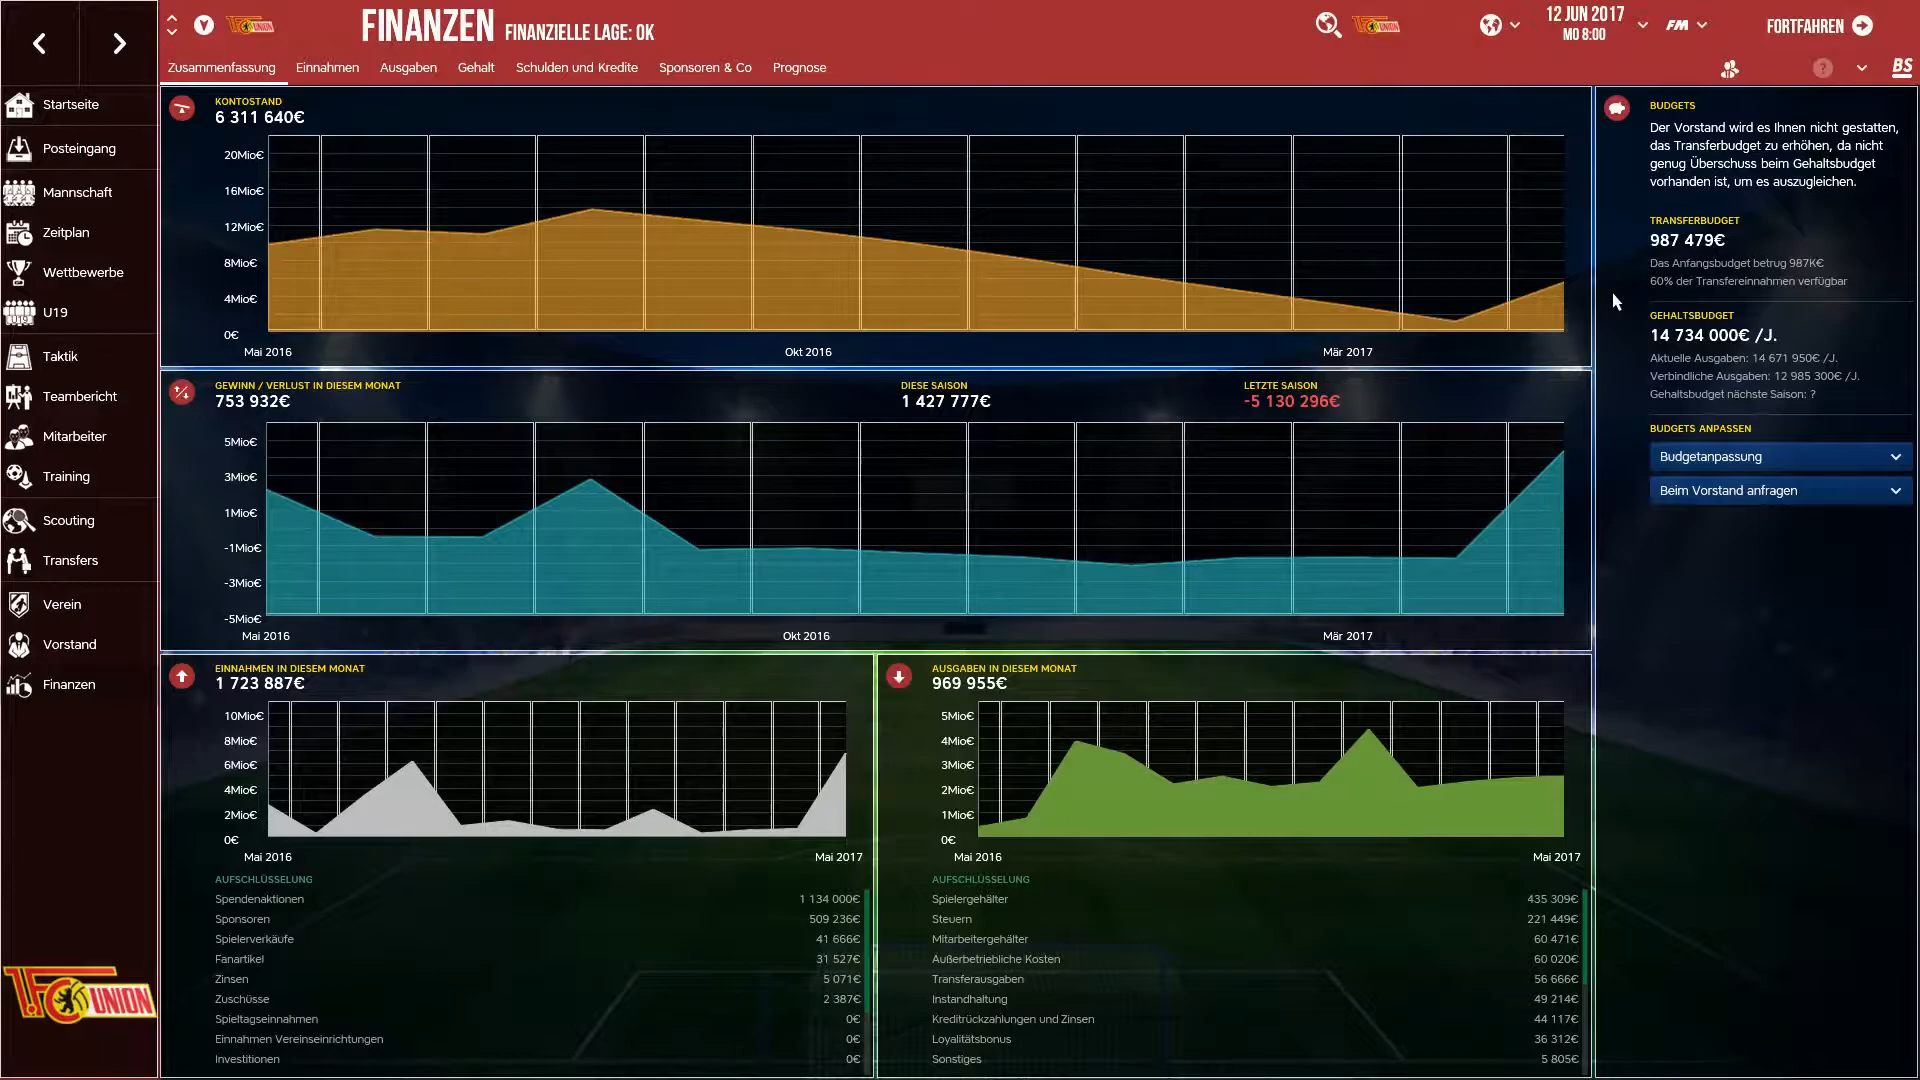 FINANZEN FINANZIELLE LAGE: OK
12 JUN 2017
MO 8:00
FM
FORTFAHREN
Zusammenfassung Einnahmen Ausgaben Gehalt Schulden und Kredite Sponsoren & Co Prognose
?
BS
Startseite
Posteingang
Mannschaft
Zeitplan
Wettbewerbe
U19
Taktik
Teambericht
Mitarbeiter
Training
Scouting
Transfers
Verein
Vorstand
Finanzen
FC UNION
KONTOSTAND
6 311 640€
20Mio€
16Mio€
12Mio€
8Mio€
4Mio€
0€
Mai 2016 Okt 2016 Mär 2017
GEWINN / VERLUST IN DIESEM MONAT
753 932€
DIESE SAISON
1 427 777€
LETZTE SAISON
-5 130 296€
5Mio€
3Mio€
1Mio€
-1Mio€
-3Mio€
-5Mio€
Mai 2016 Okt 2016 Mär 2017
EINNAHMEN IN DIESEM MONAT
1 723 887€
10Mio€
8Mio€
6Mio€
4Mio€
2Mio€
0€
Mai 2016 Mai 2017
AUFSCHLÜSSELUNG
Spendenaktionen 1 134 000€
Sponsoren 509 236€
Spielerverkäufe 41 666€
Fanartikel 31 527€
Zinsen 5 071€
Zuschüsse 2 387€
Spieltagseinnahmen 0€
Einnahmen Vereinseinrichtungen 0€
Investitionen 0€
AUSGABEN IN DIESEM MONAT
969 955€
5Mio€
4Mio€
3Mio€
2Mio€
1Mio€
0€
Mai 2016 Mai 2017
AUFSCHLÜSSELUNG
Spielergehälter 435 309€
Steuern 221 449€
Mitarbeitergehälter 60 471€
Außerbetriebliche Kosten 60 020€
Transferausgaben 56 666€
Instandhaltung 49 214€
Kreditrückzahlungen und Zinsen 44 117€
Loyalitätsbonus 36 312€
Sonstiges 5 805€
BUDGETS
Der Vorstand wird es Ihnen nicht gestatten,
das Transferbudget zu erhöhen, da nicht
genug Überschuss beim Gehaltsbudget
vorhanden ist, um es auszugleichen.
TRANSFERBUDGET
987 479€
Das Anfangsbudget betrug 987K€
60% der Transfereinnahmen verfügbar
GEHALTSBUDGET
14 734 000€ /J.
Aktuelle Ausgaben: 14 671 950€ /J.
Verbindliche Ausgaben: 12 985 300€ /J.
Gehaltsbudget nächste Saison: ?
BUDGETS ANPASSEN
Budgetanpassung
Beim Vorstand anfragen